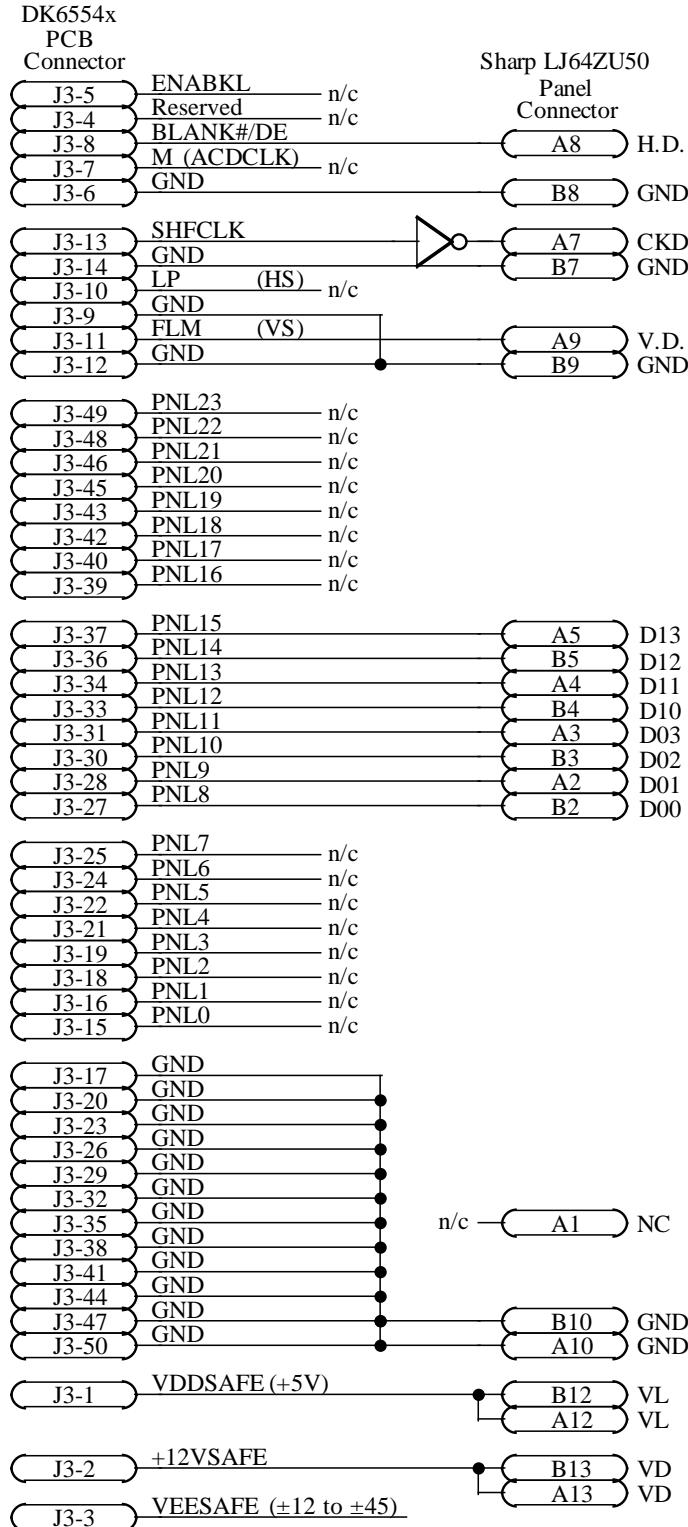 DK6554x
PCB
Connector
Sharp LJ64ZU50
Panel
Connector
J3-5 ENABKL n/c
J3-4 Reserved n/c
J3-8 BLANK#/DE A8 H.D.
J3-7 M (ACDCLK) n/c
J3-6 GND B8 GND
J3-13 SHFCLK A7 CKD
J3-14 GND B7 GND
J3-10 LP (HS) n/c
J3-9 GND
J3-11 FLM (VS) A9 V.D.
J3-12 GND B9 GND
J3-49 PNL23 n/c
J3-48 PNL22 n/c
J3-46 PNL21 n/c
J3-45 PNL20 n/c
J3-43 PNL19 n/c
J3-42 PNL18 n/c
J3-40 PNL17 n/c
J3-39 PNL16 n/c
J3-37 PNL15 A5 D13
J3-36 PNL14 B5 D12
J3-34 PNL13 A4 D11
J3-33 PNL12 B4 D10
J3-31 PNL11 A3 D03
J3-30 PNL10 B3 D02
J3-28 PNL9 A2 D01
J3-27 PNL8 B2 D00
J3-25 PNL7 n/c
J3-24 PNL6 n/c
J3-22 PNL5 n/c
J3-21 PNL4 n/c
J3-19 PNL3 n/c
J3-18 PNL2 n/c
J3-16 PNL1 n/c
J3-15 PNL0 n/c
J3-17 GND
J3-20 GND
J3-23 GND
J3-26 GND
J3-29 GND
J3-32 GND
J3-35 GND n/c A1 NC
J3-38 GND
J3-41 GND
J3-44 GND
J3-47 GND B10 GND
J3-50 GND A10 GND
J3-1 VDDSAFE (+5V) B12 VL
A12 VL
J3-2 +12VSAFE B13 VD
A13 VD
J3-3 VEESAFE (±12 to ±45)